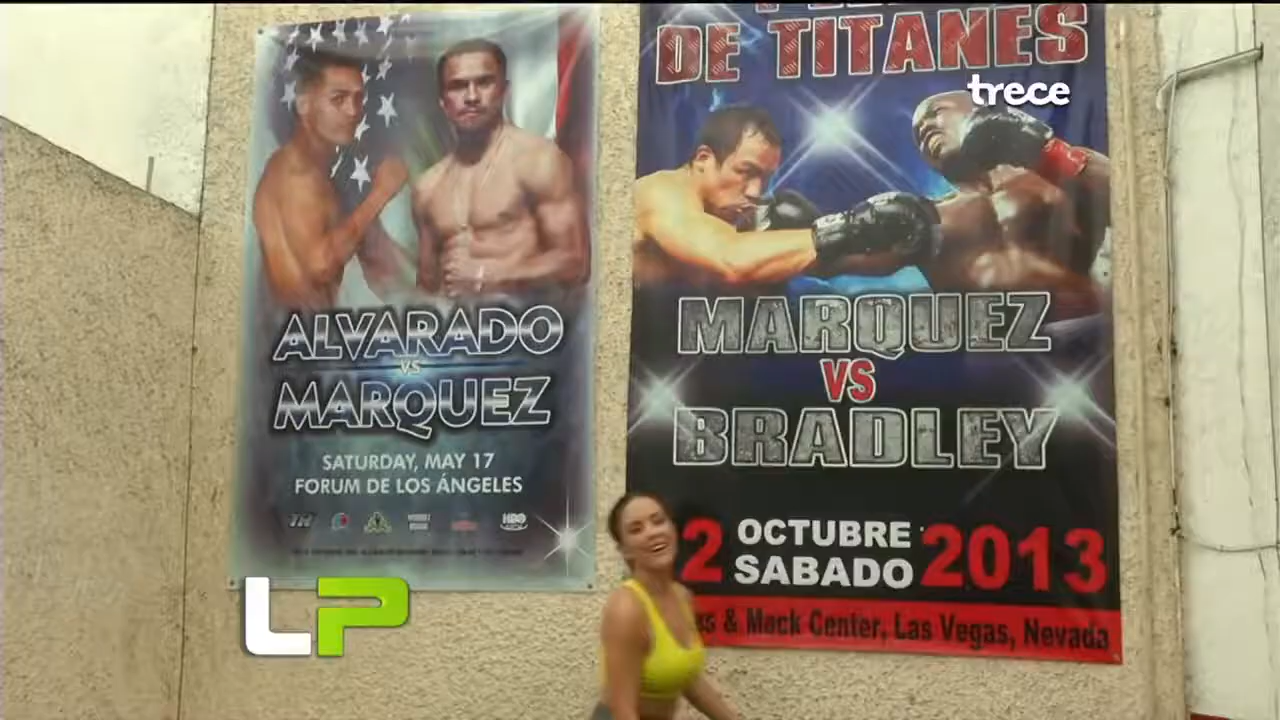 ALVARADO
VS
MARQUEZ
SATURDAY, MAY 17
FORUM DE LOS ÁNGELES
HBO
DE TITANES
trece
MARQUEZ
VS
BRADLEY
2 OCTUBRE 2013
SABADO
& Mack Center, Las Vegas, Nevada
LP